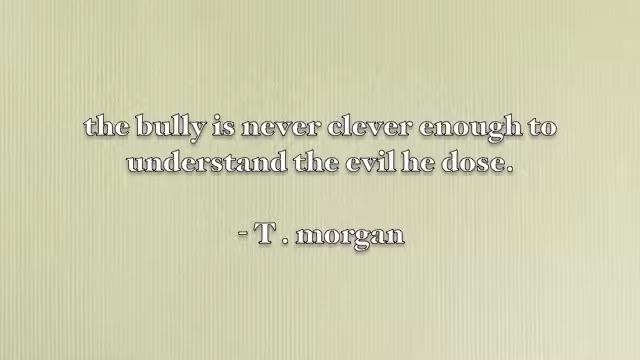 the bully is never clever enough to
understand the evil he dose.
- T . morgan